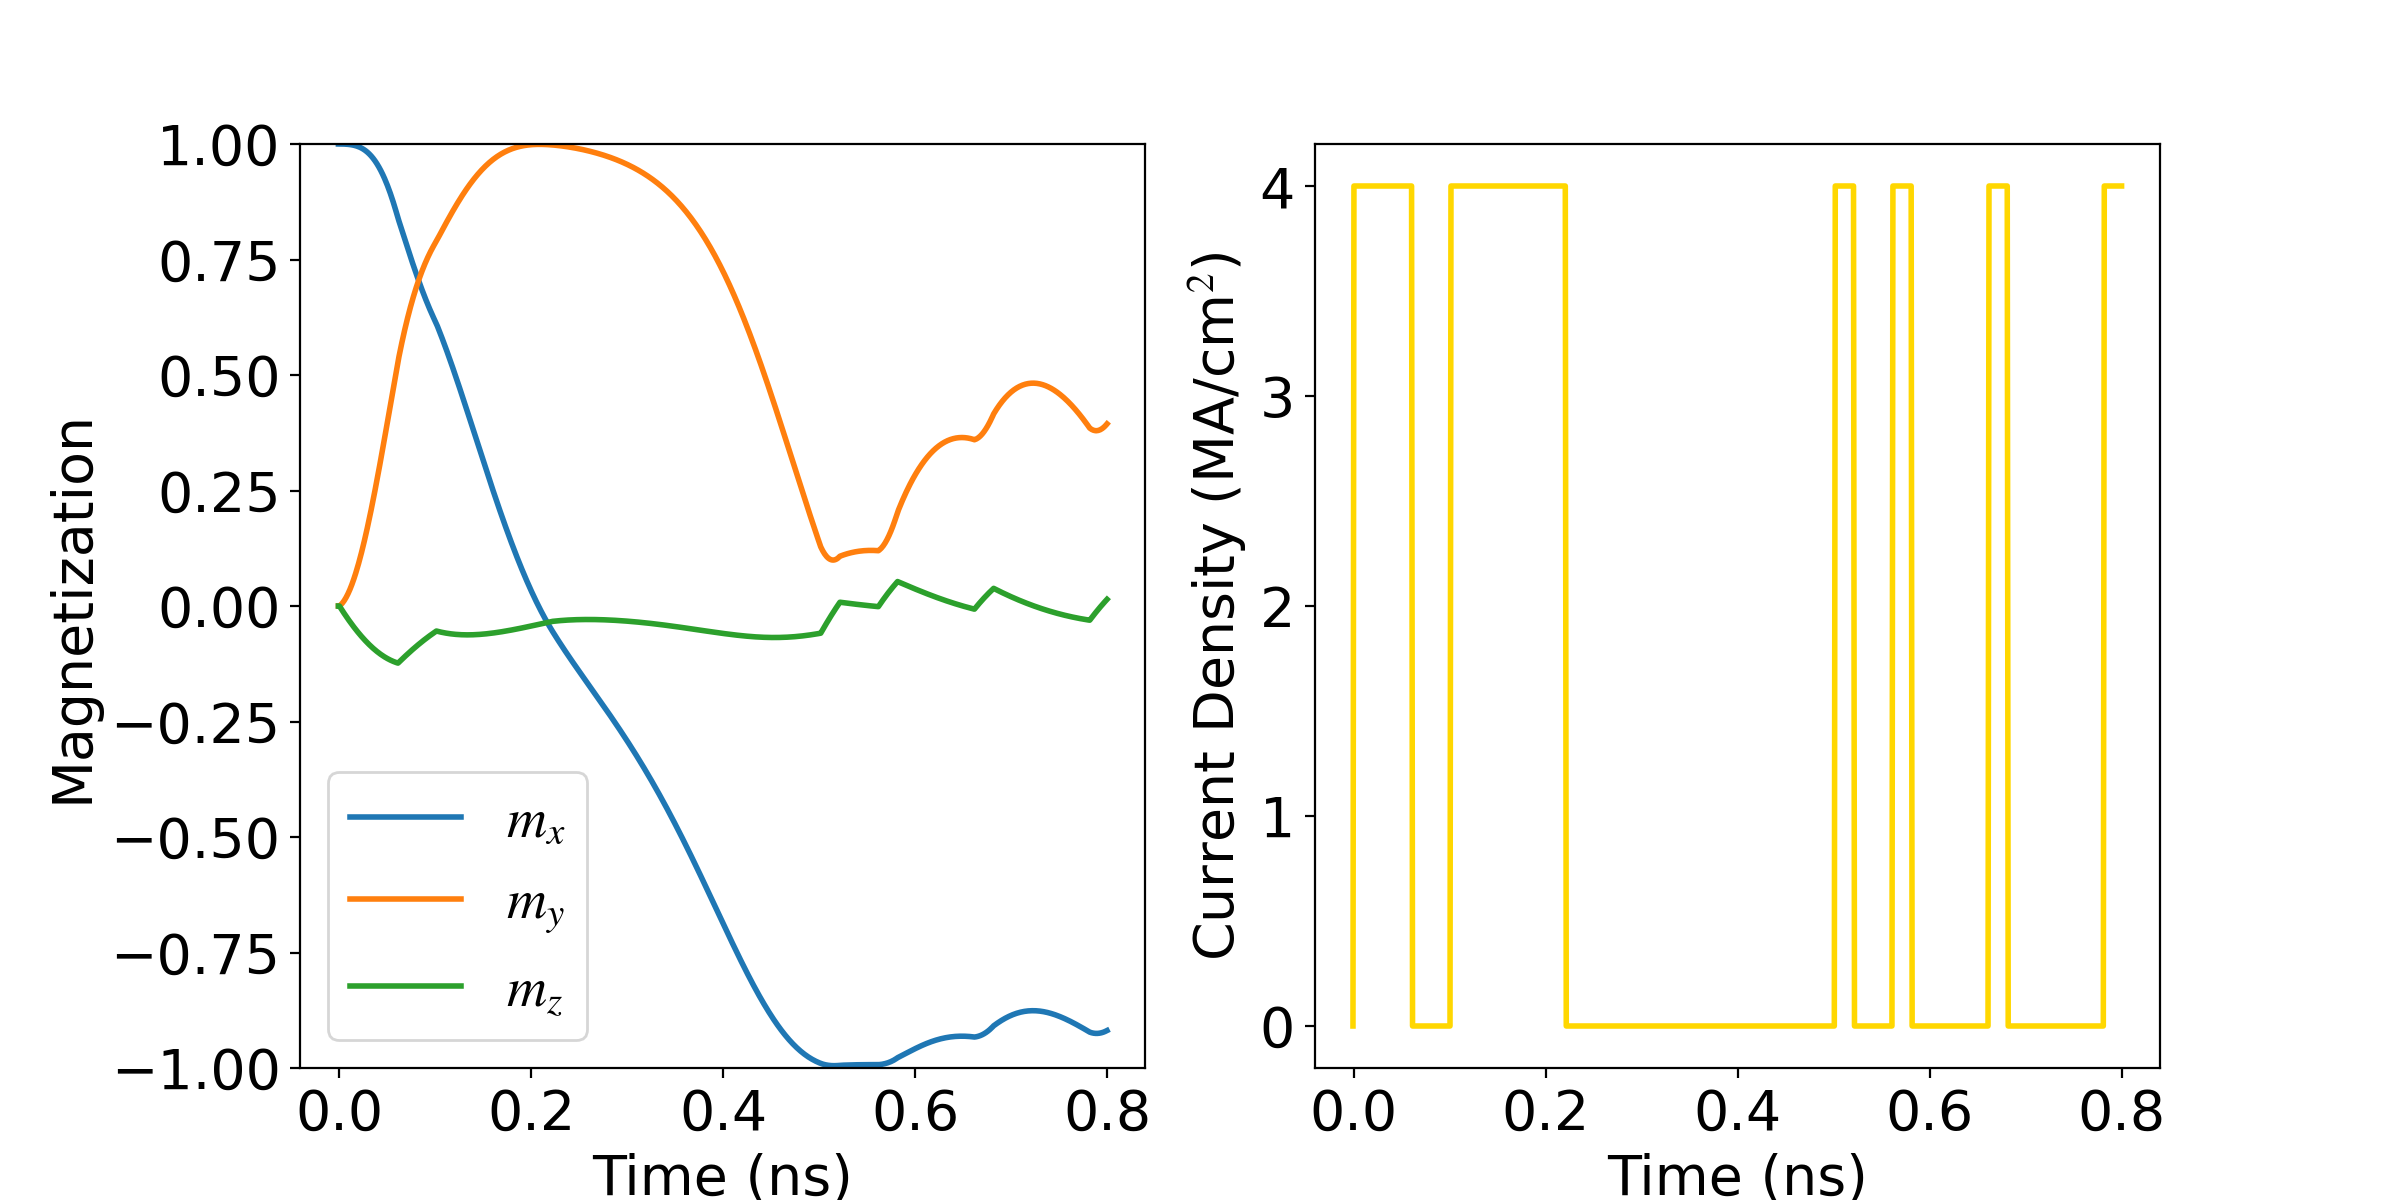 Magnetization
1.00
0.75
0.50
0.25
0.00
−0.25
−0.50
−0.75
−1.00
m_x
m_y
m_z
0.0 0.2 0.4 0.6 0.8
Time (ns)
Current Density (MA/cm²)
4
3
2
1
0
0.0 0.2 0.4 0.6 0.8
Time (ns)